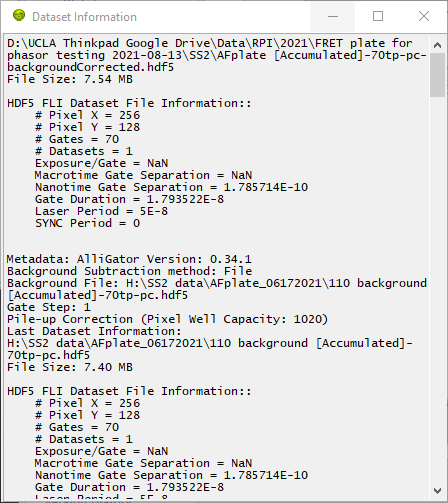 Dataset Information
D:\UCLA Thinkpad Google Drive\Data\RPI\2021\FRET plate for
phasor testing 2021-08-13\SS2\AFplate [Accumulated]-70tp-pc-
backgroundCorrected.hdf5
File Size: 7.54 MB

HDF5 FLI Dataset File Information::
    # Pixel X = 256
    # Pixel Y = 128
    # Gates = 70
    # Datasets = 1
    Exposure/Gate = NaN
    Macrotime Gate Separation = NaN
    Nanotime Gate Separation = 1.785714E-10
    Gate Duration = 1.793522E-8
    Laser Period = 5E-8
    SYNC Period = 0

Metadata: AlliGator Version: 0.34.1
Background Subtraction method: File
Background File: H:\SS2 data\AFplate_06172021\110 background
[Accumulated]-70tp-pc.hdf5
Gate Step: 1
Pile-up Correction (Pixel Well Capacity: 1020)
Last Dataset Information:
H:\SS2 data\AFplate_06172021\110 background [Accumulated]-
70tp-pc.hdf5
File Size: 7.40 MB

HDF5 FLI Dataset File Information::
    # Pixel X = 256
    # Pixel Y = 128
    # Gates = 70
    # Datasets = 1
    Exposure/Gate = NaN
    Macrotime Gate Separation = NaN
    Nanotime Gate Separation = 1.785714E-10
    Gate Duration = 1.793522E-8
    Laser Period = 5E-8